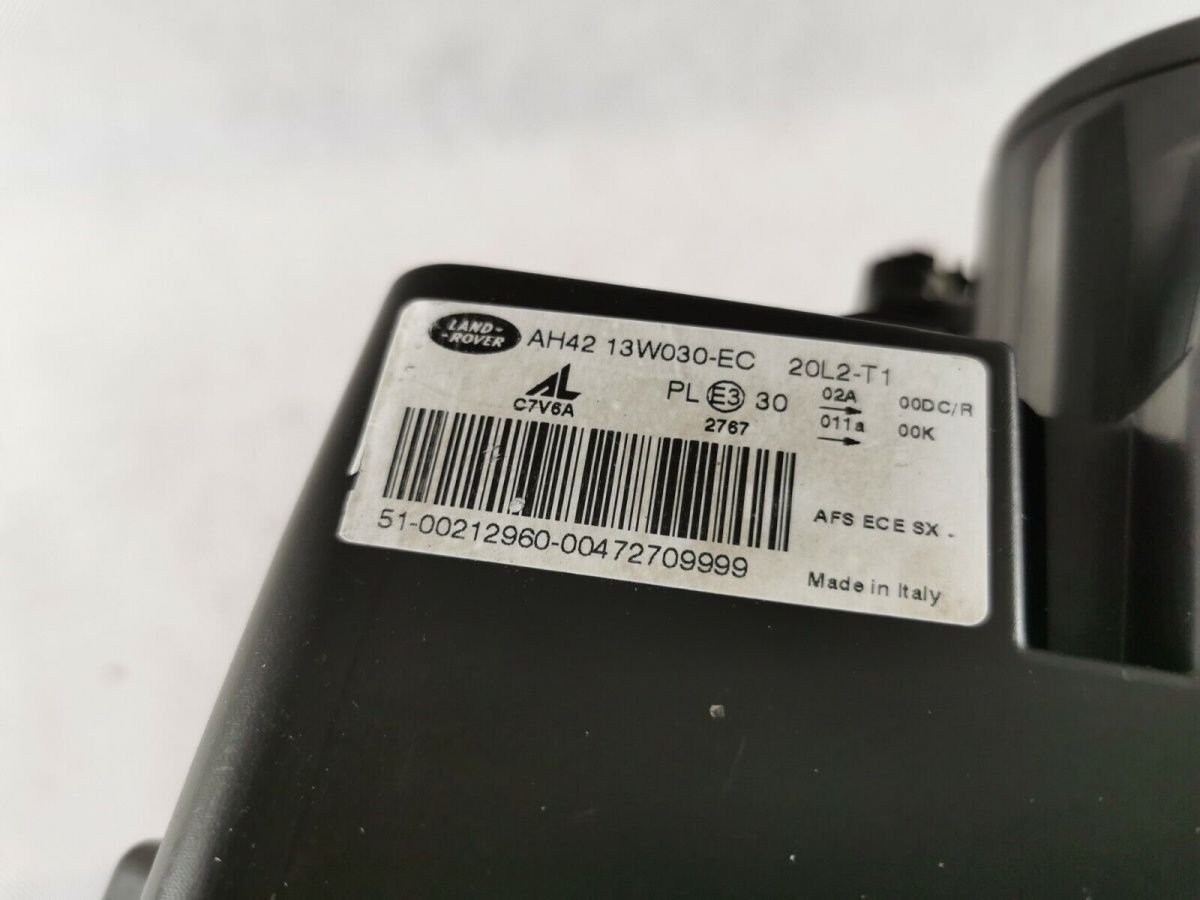 LAND-
-ROVER
AH42 13W030-EC 20L2-T1
AL
C7V6A
PL E3 30
2767
02A 00DC/R
011a 00K
51-00212960-00472709999
AFS ECE SX -
Made in Italy